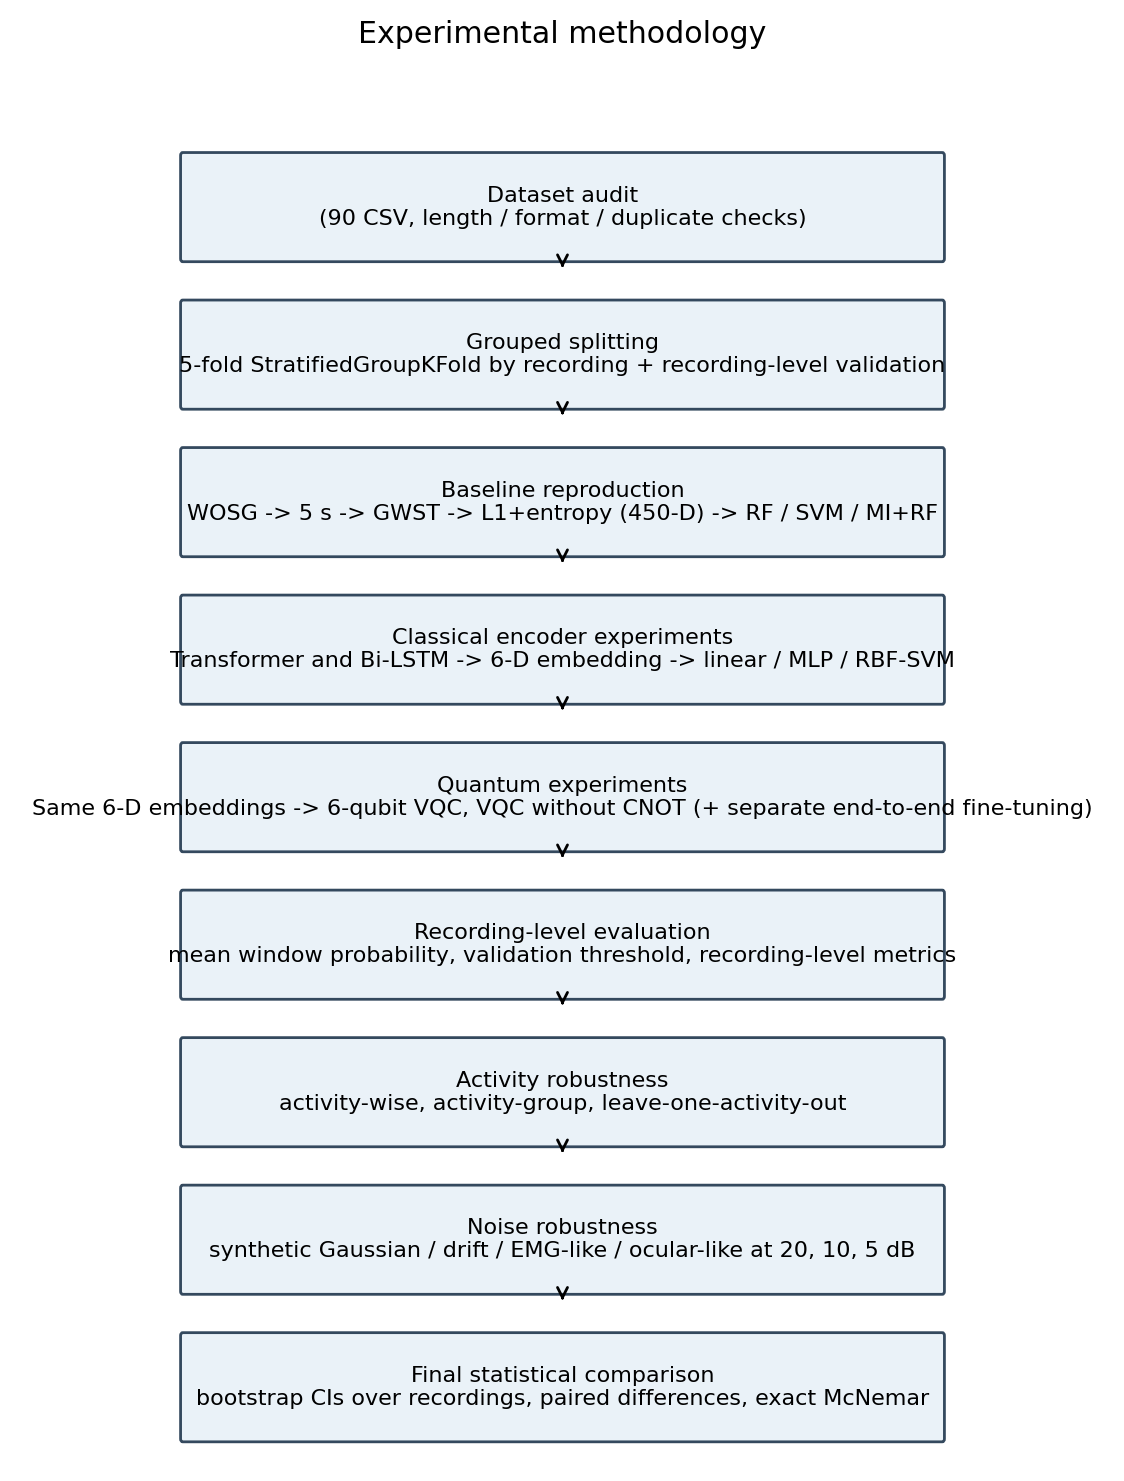 Experimental methodology
Dataset audit
(90 CSV, length / format / duplicate checks)
Grouped splitting
5-fold StratifiedGroupKFold by recording + recording-level validation
Baseline reproduction
WOSG -> 5 s -> GWST -> L1+entropy (450-D) -> RF / SVM / MI+RF
Classical encoder experiments
Transformer and Bi-LSTM -> 6-D embedding -> linear / MLP / RBF-SVM
Quantum experiments
Same 6-D embeddings -> 6-qubit VQC, VQC without CNOT (+ separate end-to-end fine-tuning)
Recording-level evaluation
mean window probability, validation threshold, recording-level metrics
Activity robustness
activity-wise, activity-group, leave-one-activity-out
Noise robustness
synthetic Gaussian / drift / EMG-like / ocular-like at 20, 10, 5 dB
Final statistical comparison
bootstrap CIs over recordings, paired differences, exact McNemar